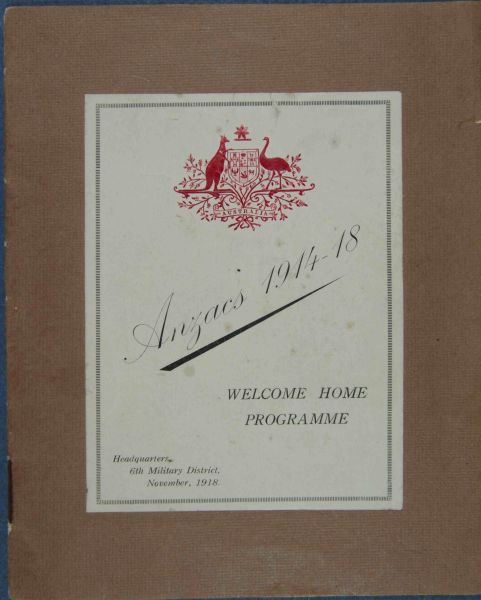 AUSTRALIA
Anzacs 1914-18
WELCOME HOME
PROGRAMME
Headquarters,
6th Military District,
November, 1918.